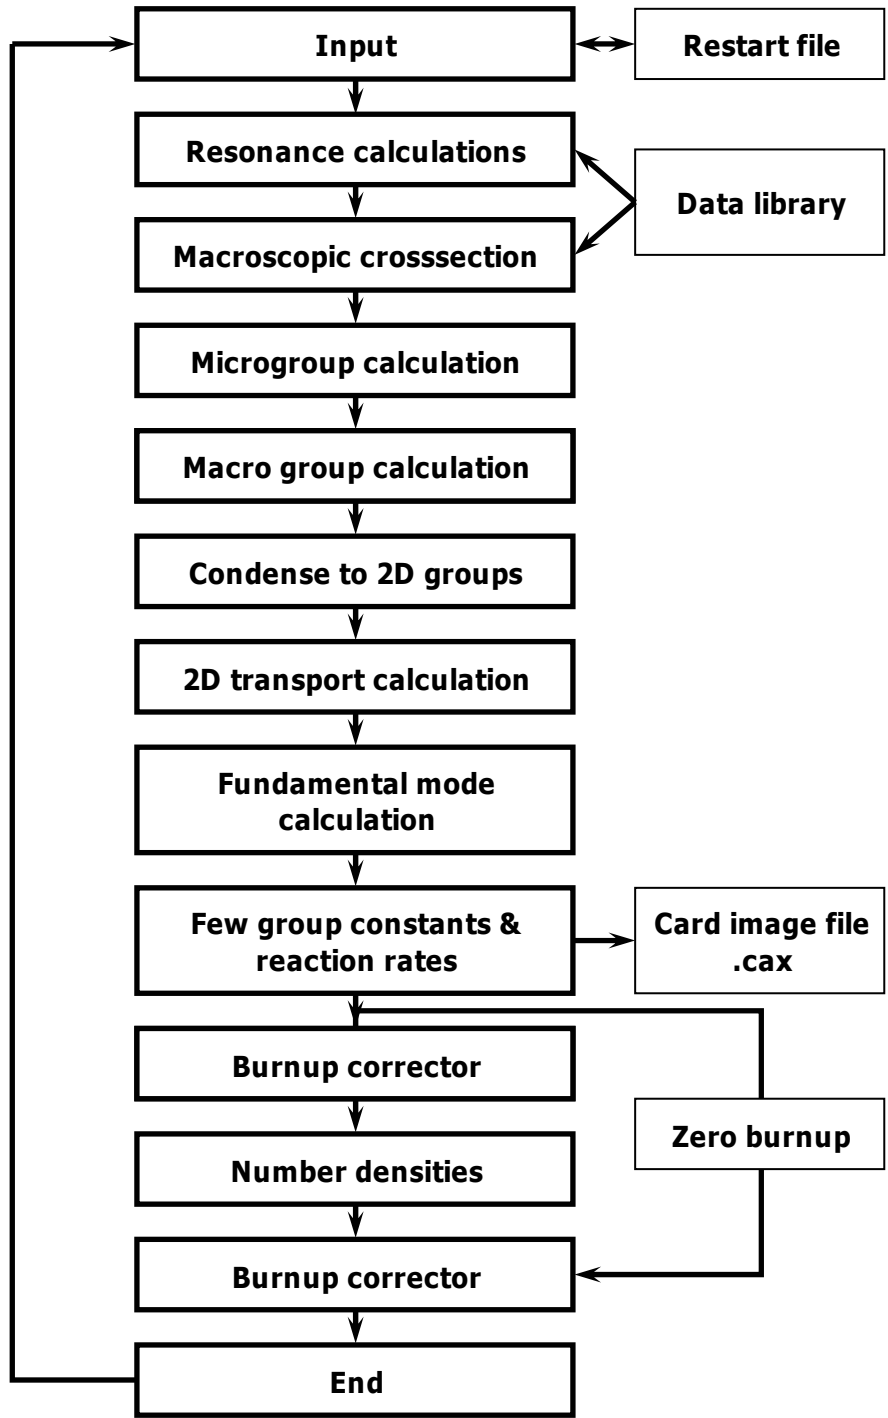 Input
Restart file
Resonance calculations
Data library
Macroscopic crosssection
Microgroup calculation
Macro group calculation
Condense to 2D groups
2D transport calculation
Fundamental mode
calculation
Few group constants &
reaction rates
Card image file
.cax
Burnup corrector
Zero burnup
Number densities
Burnup corrector
End